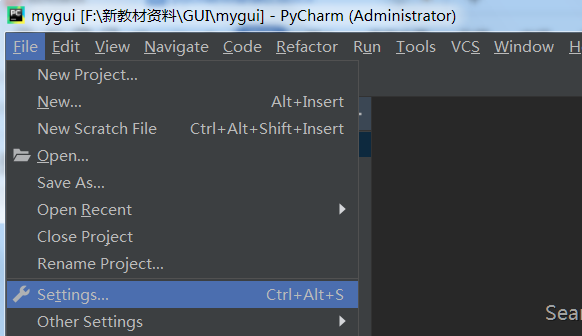 mygui [F:\新教材资料\GUI\mygui] - PyCharm (Administrator)
File Edit View Navigate Code Refactor Run Tools VCS Window H
New Project...
New... Alt+Insert
New Scratch File Ctrl+Alt+Shift+Insert
Open...
Save As...
Open Recent
Close Project
Rename Project...
Settings... Ctrl+Alt+S
Other Settings
Sear